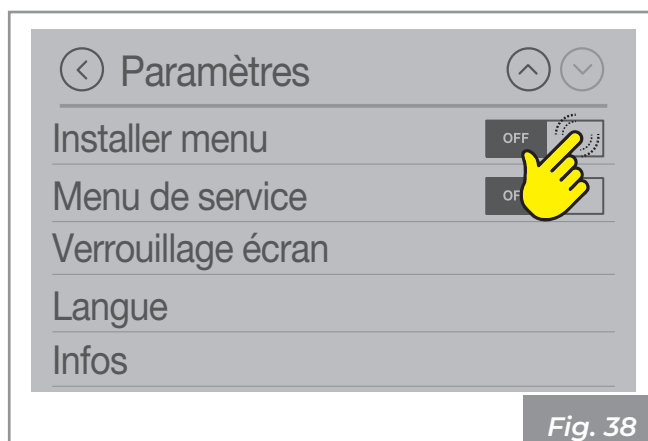 Paramètres
Installer menu OFF
Menu de service
Verrouillage écran
Langue
Infos
Fig. 38